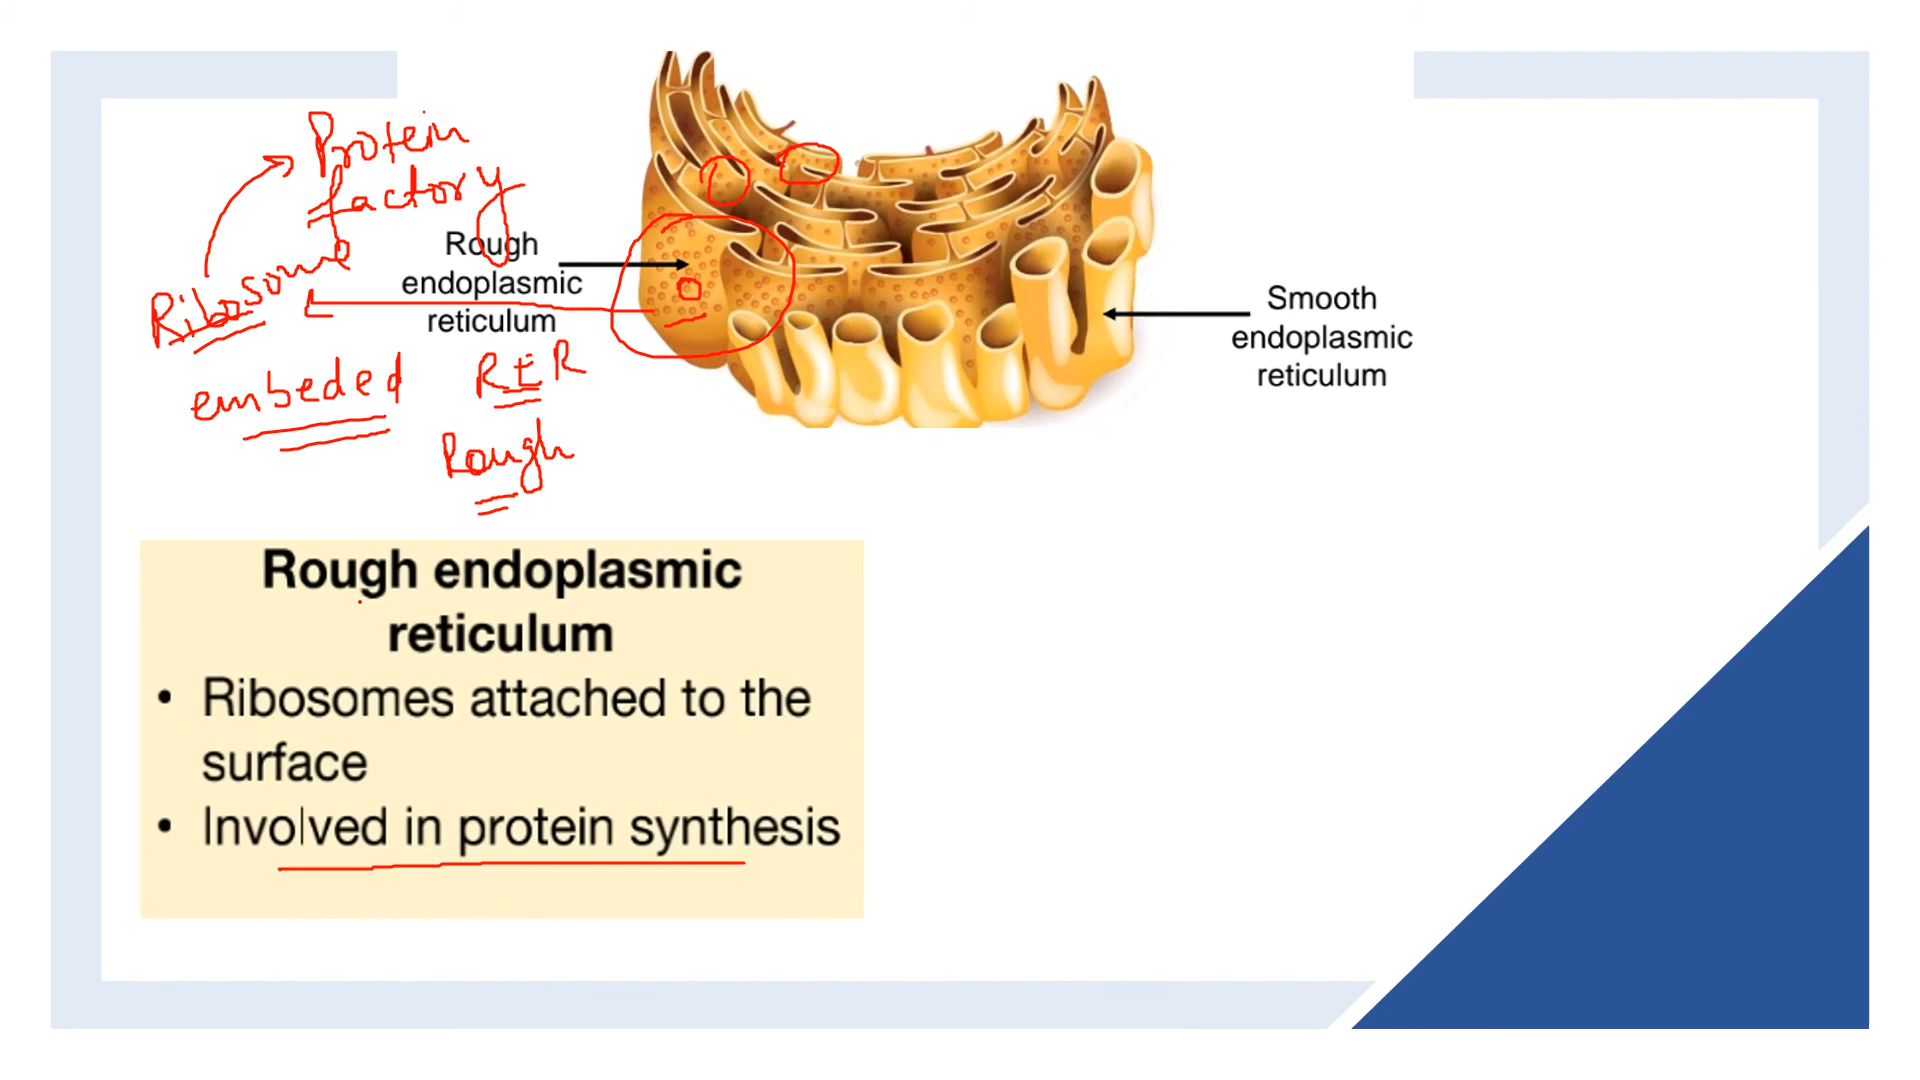 Protein
factory
Rough
endoplasmic
reticulum
Ribosome
embeded
RER
Rough
Smooth
endoplasmic
reticulum
Rough endoplasmic
reticulum
• Ribosomes attached to the
surface
• Involved in protein synthesis